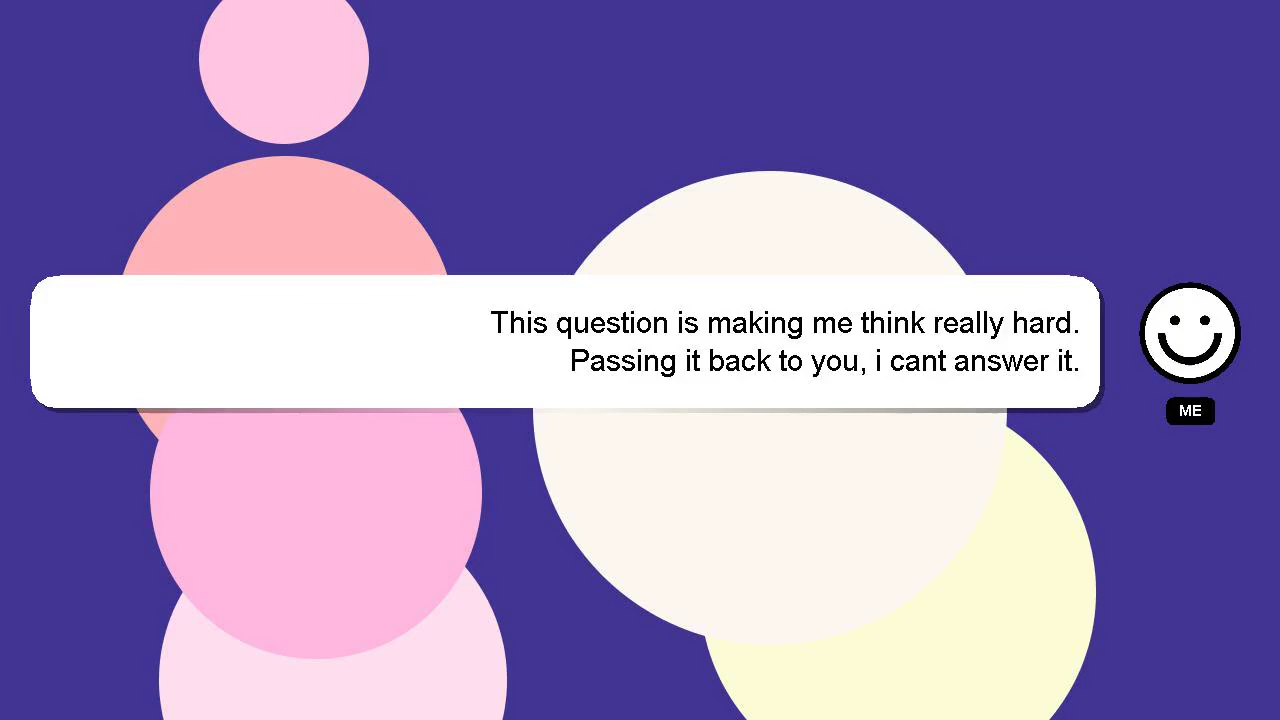 This question is making me think really hard.
Passing it back to you, i cant answer it.
ME